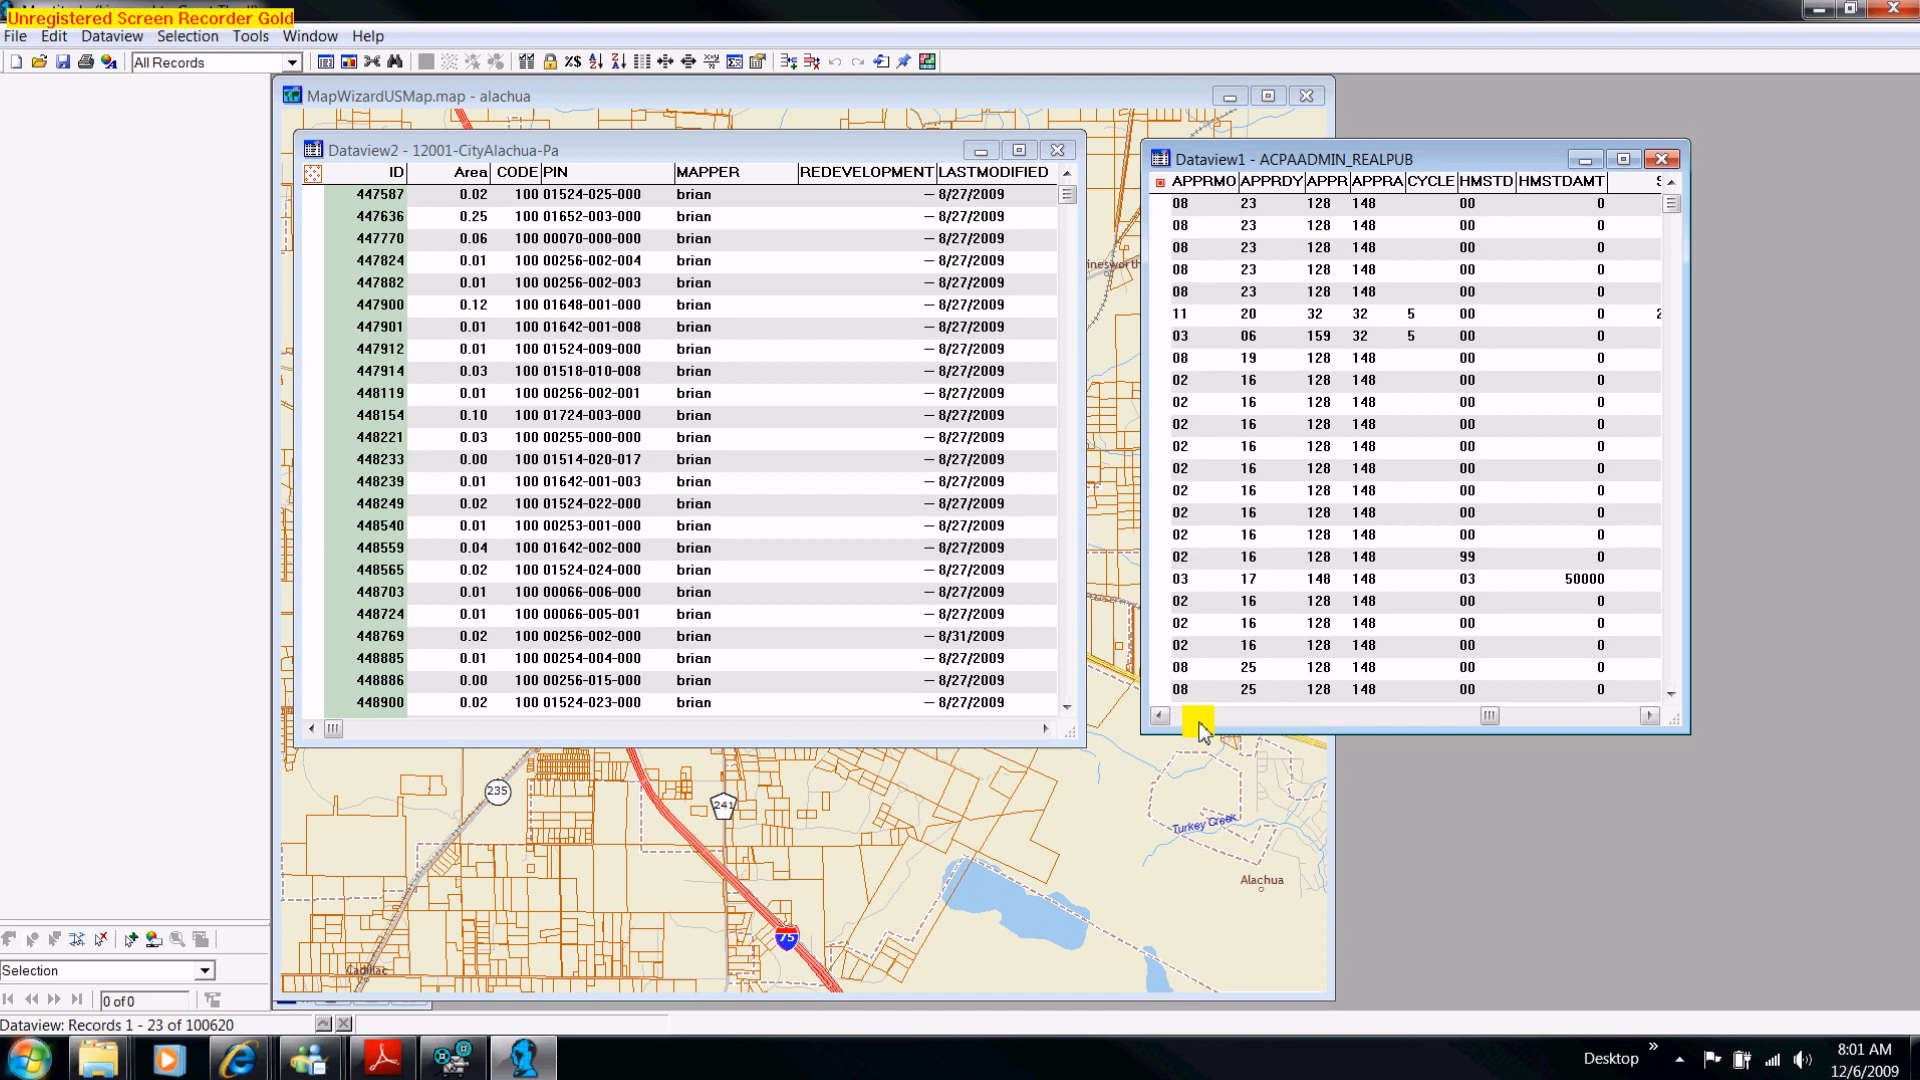 Unregistered Screen Recorder Gold
File Edit Dataview Selection Tools Window Help
All Records
MapWizardUSMap.map - alachua
Dataview2 - 12001-CityAlachua-Pa
ID Area CODE PIN MAPPER REDEVELOPMENT LASTMODIFIED
447587 0.02 100 01524-025-000 brian -- 8/27/2009
447636 0.25 100 01652-003-000 brian -- 8/27/2009
447770 0.06 100 00070-000-000 brian -- 8/27/2009
447824 0.01 100 00256-002-004 brian -- 8/27/2009
447882 0.01 100 00256-002-003 brian -- 8/27/2009
447900 0.12 100 01648-001-000 brian -- 8/27/2009
447901 0.01 100 01642-001-008 brian -- 8/27/2009
447912 0.01 100 01524-009-000 brian -- 8/27/2009
447914 0.03 100 01518-010-008 brian -- 8/27/2009
448119 0.01 100 00256-002-001 brian -- 8/27/2009
448154 0.10 100 01724-003-000 brian -- 8/27/2009
448221 0.03 100 00255-000-000 brian -- 8/27/2009
448233 0.00 100 01514-020-017 brian -- 8/27/2009
448239 0.01 100 01642-001-003 brian -- 8/27/2009
448249 0.02 100 01524-022-000 brian -- 8/27/2009
448540 0.01 100 00253-001-000 brian -- 8/27/2009
448559 0.04 100 01642-002-000 brian -- 8/27/2009
448565 0.02 100 01524-024-000 brian -- 8/27/2009
448703 0.01 100 00066-006-000 brian -- 8/27/2009
448724 0.01 100 00066-005-001 brian -- 8/27/2009
448769 0.02 100 00256-002-000 brian -- 8/31/2009
448885 0.01 100 00254-004-000 brian -- 8/27/2009
448886 0.00 100 00256-015-000 brian -- 8/27/2009
448900 0.02 100 01524-023-000 brian -- 8/27/2009
Dataview1 - ACPAADMIN_REALPUB
APPRMO APPRDY APPR APPRA CYCLE HMSTD HMSTDAMT
08 23 128 148 00 0
08 23 128 148 00 0
08 23 128 148 00 0
08 23 128 148 00 0
08 23 128 148 00 0
11 20 32 32 5 00 0 2
03 06 159 32 5 00 0
08 19 128 148 00 0
02 16 128 148 00 0
02 16 128 148 00 0
02 16 128 148 00 0
02 16 128 148 00 0
02 16 128 148 00 0
02 16 128 148 00 0
02 16 128 148 00 0
02 16 128 148 00 0
02 16 128 148 99 0
03 17 148 148 03 50000
02 16 128 148 00 0
02 16 128 148 00 0
02 16 128 148 00 0
08 25 128 148 00 0
08 25 128 148 00 0
235
241
75
Turkey Creek
Alachua
Cadillac
Selection
0 of 0
Dataview: Records 1 - 23 of 100620
Desktop
8:01 AM
12/6/2009